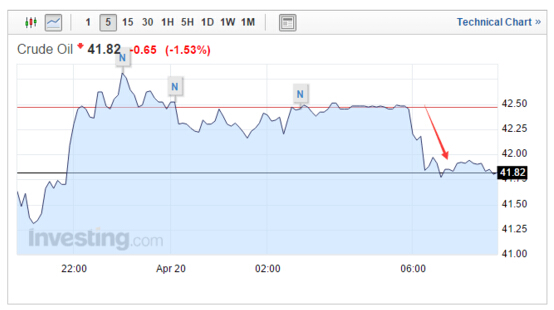 1 5 15 30 1H 5H 1D 1W 1M Technical Chart »
Crude Oil 41.82 -0.65 (-1.53%)
N
N
N
42.50
42.25
42.00
41.82
41.50
41.25
41.00
Investing.com
22:00 Apr 20 02:00 06:00